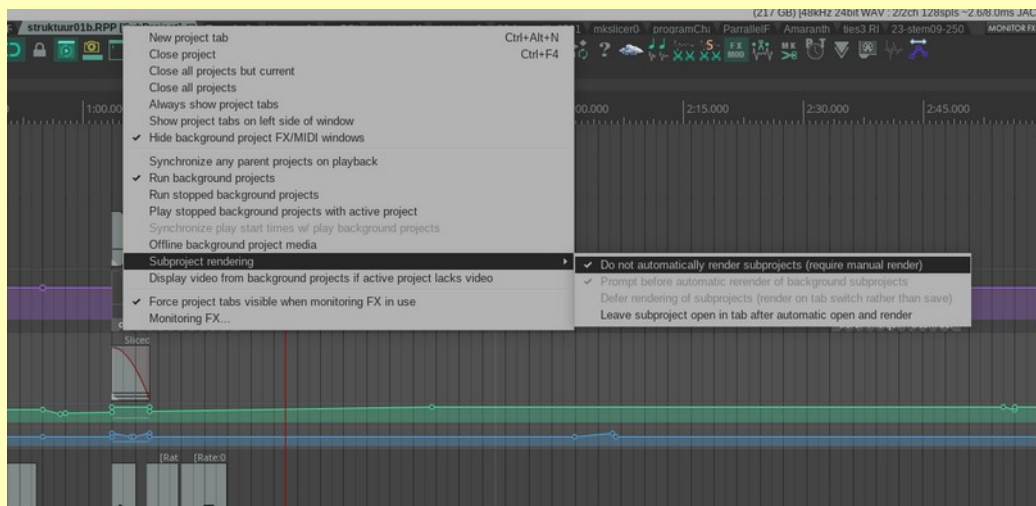 (217 GB) [48kHz 24bit WAV : 2/2ch 128spls ~2.6/8.0ms JAC
struktuur01b.RPP [
1 mkslicer0 programCh ParrallelF Amaranth ties3.RI 23-stem09-250 MONITOR FX
New project tab Ctrl+Alt+N
Close project Ctrl+F4
Close all projects but current
Close all projects
Always show project tabs
Show project tabs on left side of window
Hide background project FX/MIDI windows
Synchronize any parent projects on playback
Run background projects
Run stopped background projects
Play stopped background projects with active project
Synchronize play start times w/ play background projects
Offline background project media
Subproject rendering
Display video from background projects if active project lacks video
Force project tabs visible when monitoring FX in use
Monitoring FX...
Do not automatically render subprojects (require manual render)
Prompt before automatic rerender of background subprojects
Defer rendering of subprojects (render on tab switch rather than save)
Leave subproject open in tab after automatic open and render
FX MOD
1:00.00
:00.000 2:15.000 2:30.000 2:45.000
Sliced
[Rat [Rate:0